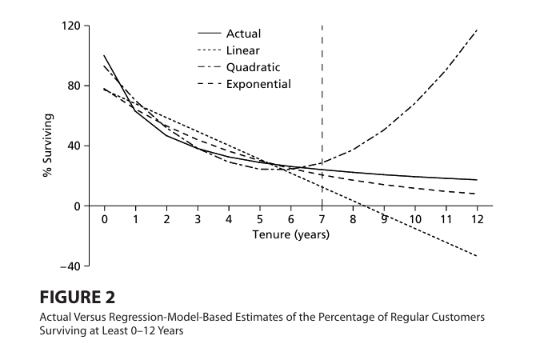 120
80
40
0
−40
% Surviving
Actual
Linear
Quadratic
Exponential
0 1 2 3 4 5 6 7 8 9 10 11 12
Tenure (years)
FIGURE 2
Actual Versus Regression-Model-Based Estimates of the Percentage of Regular Customers
Surviving at Least 0–12 Years